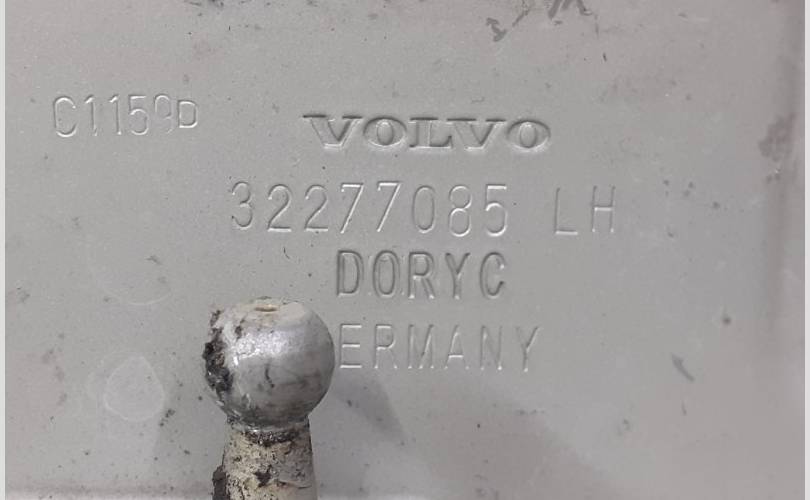 C1159D
VOLVO
32277085 LH
DORYC
ERMANY